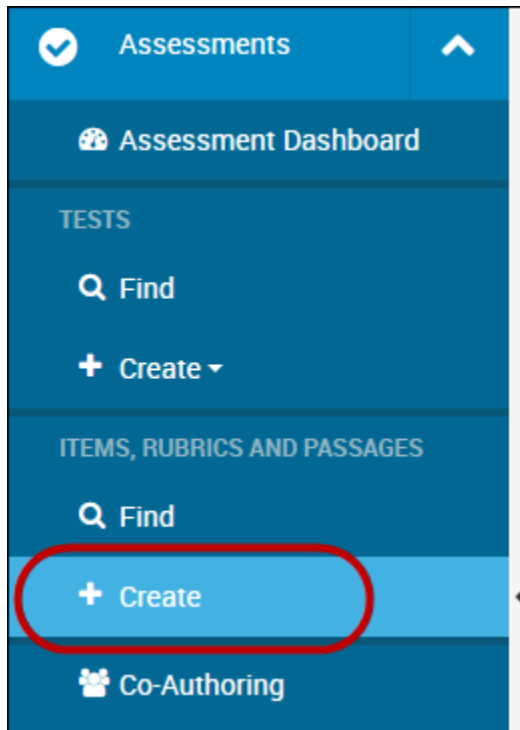 Assessments
Assessment Dashboard
TESTS
Find
Create
ITEMS, RUBRICS AND PASSAGES
Find
Create
Co-Authoring